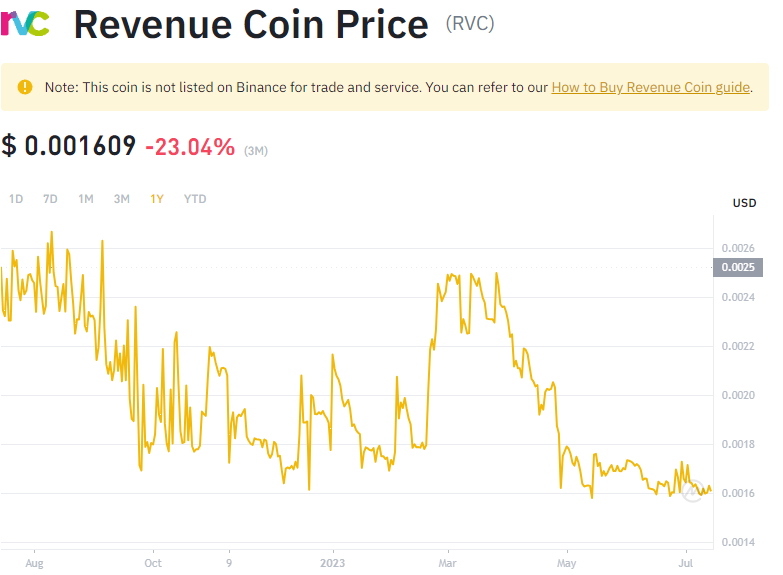 rvc Revenue Coin Price (RVC)
Note: This coin is not listed on Binance for trade and service. You can refer to our How to Buy Revenue Coin guide.
$ 0.001609 -23.04% (3M)
1D 7D 1M 3M 1Y YTD
USD
0.0026
0.0025
0.0024
0.0022
0.0020
0.0018
0.0016
0.0014
Aug Oct 9 2023 Mar May Jul